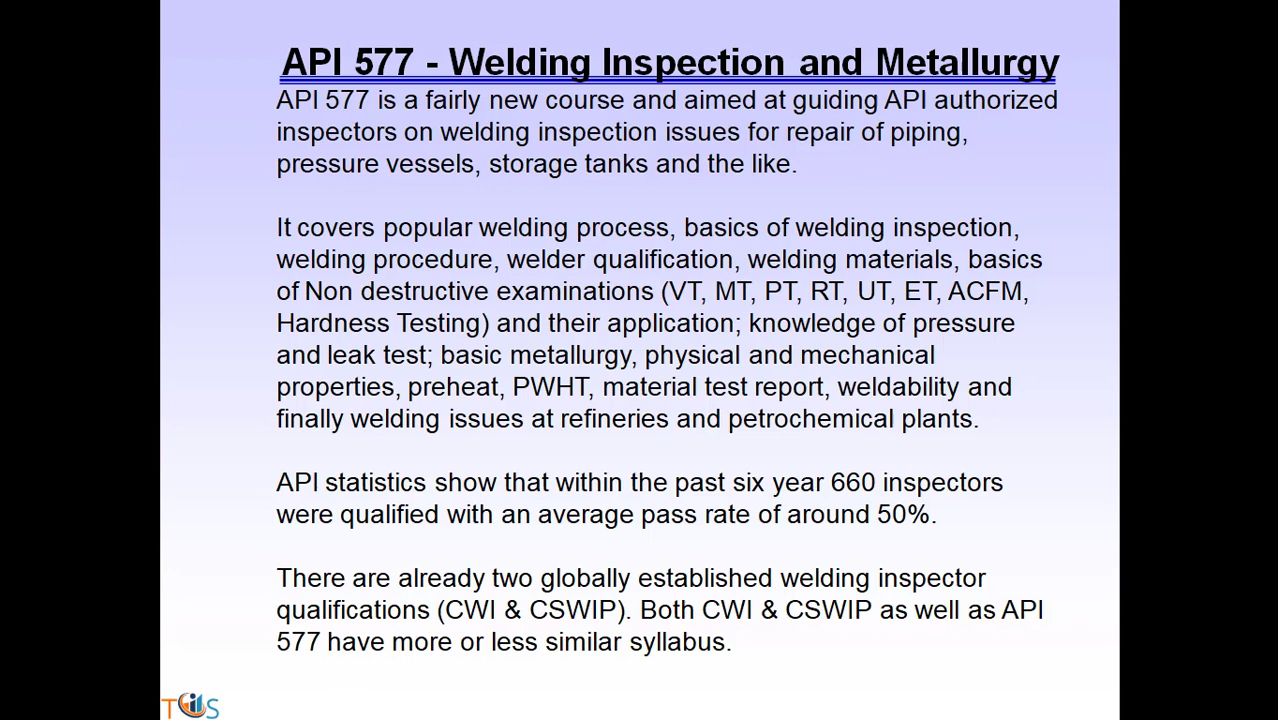 API 577 - Welding Inspection and Metallurgy
API 577 is a fairly new course and aimed at guiding API authorized
inspectors on welding inspection issues for repair of piping,
pressure vessels, storage tanks and the like.
It covers popular welding process, basics of welding inspection,
welding procedure, welder qualification, welding materials, basics
of Non destructive examinations (VT, MT, PT, RT, UT, ET, ACFM,
Hardness Testing) and their application; knowledge of pressure
and leak test; basic metallurgy, physical and mechanical
properties, preheat, PWHT, material test report, weldability and
finally welding issues at refineries and petrochemical plants.
API statistics show that within the past six year 660 inspectors
were qualified with an average pass rate of around 50%.
There are already two globally established welding inspector
qualifications (CWI & CSWIP). Both CWI & CSWIP as well as API
577 have more or less similar syllabus.